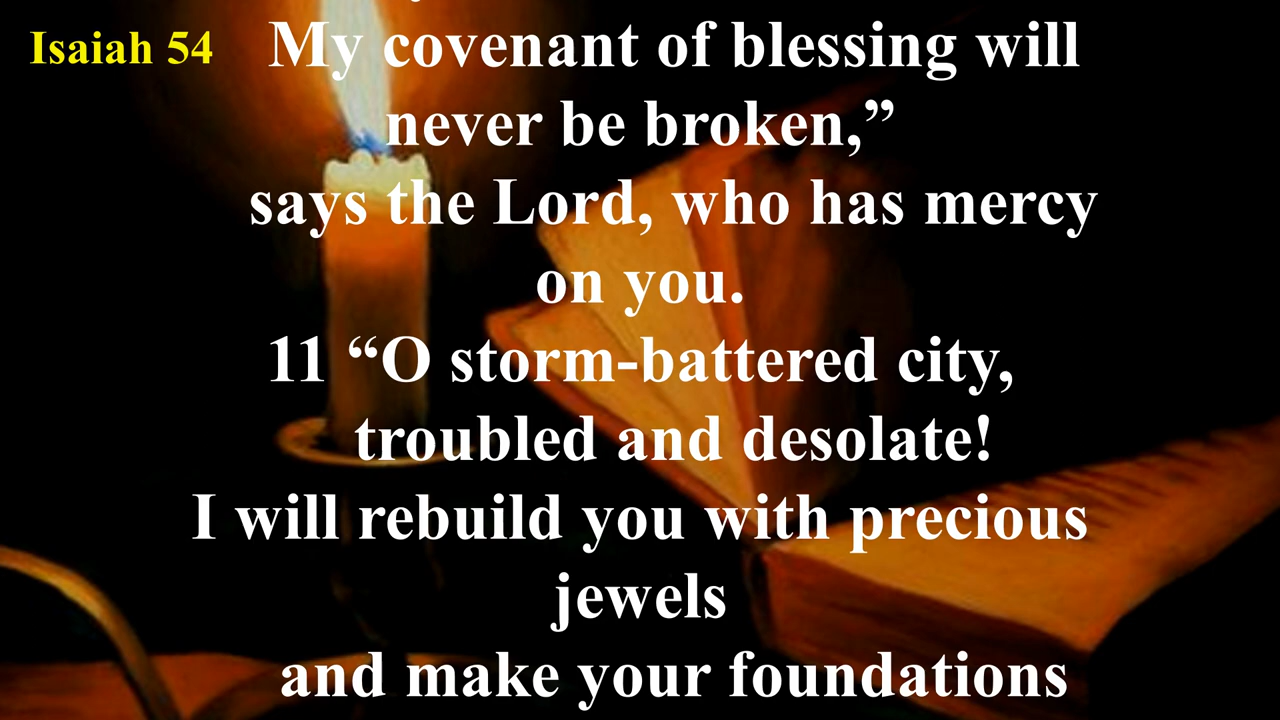 Isaiah 54
My covenant of blessing will
never be broken,”
says the Lord, who has mercy
on you.
11 “O storm-battered city,
troubled and desolate!
I will rebuild you with precious
jewels
and make your foundations